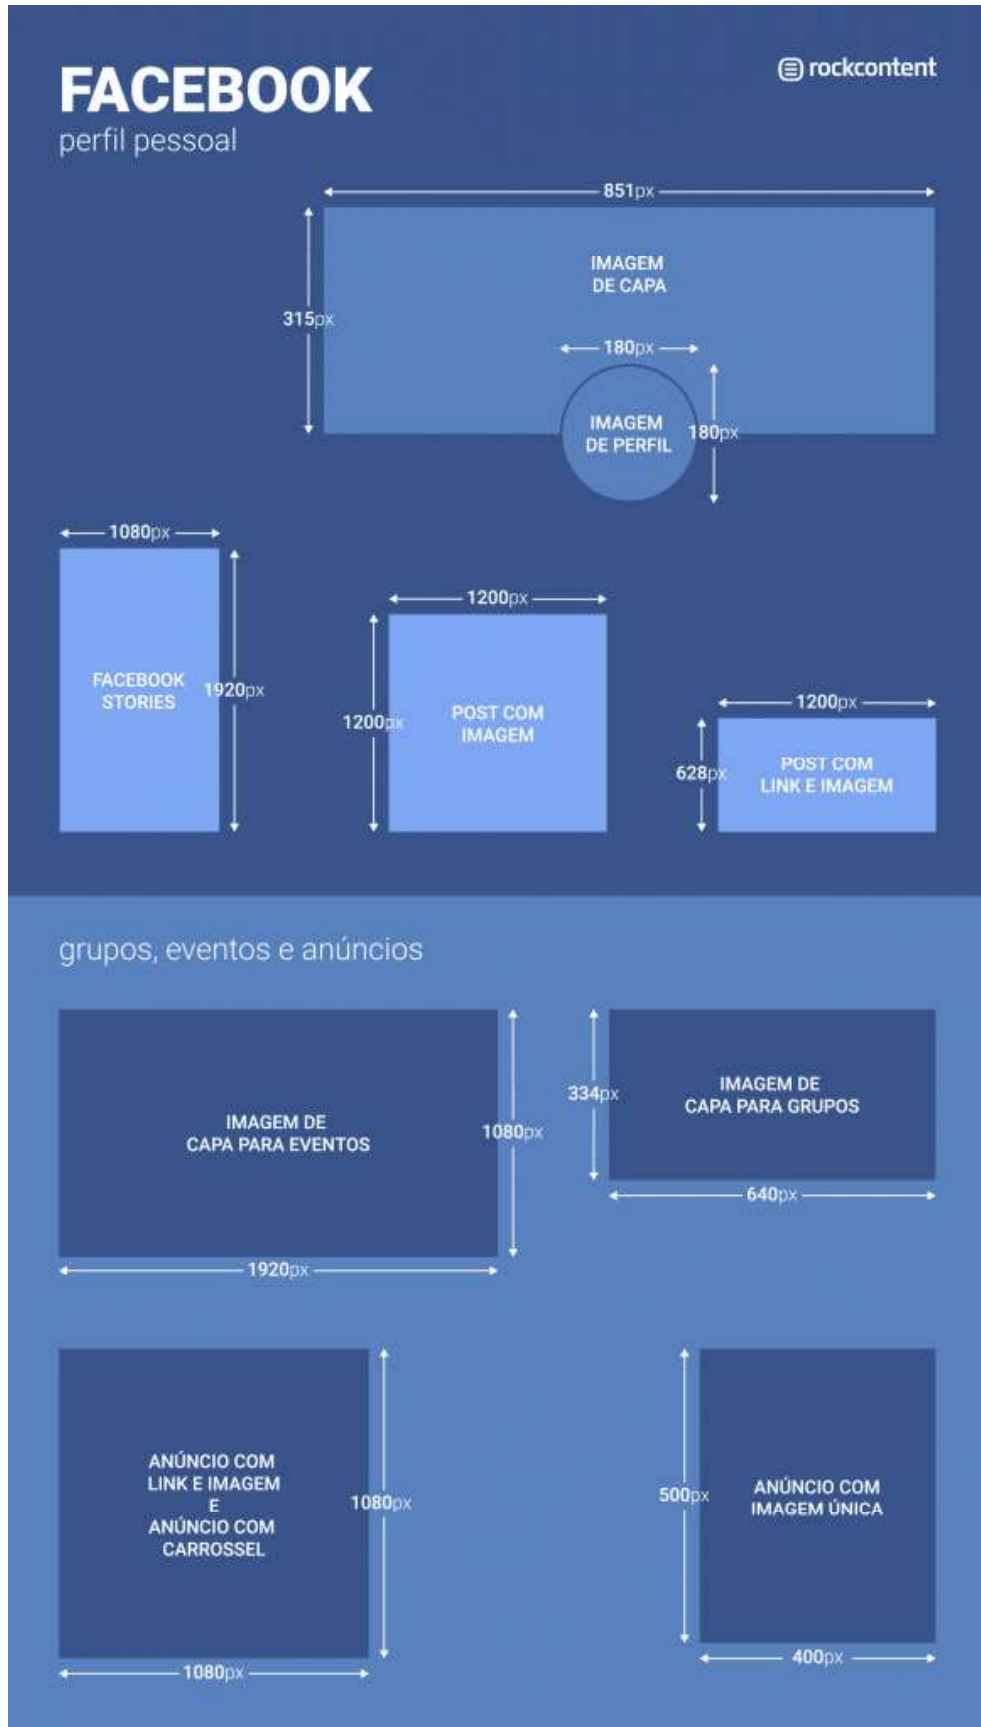 FACEBOOK
rockcontent
perfil pessoal
851px
IMAGEM
DE CAPA
315px
180px
IMAGEM
DE PERFIL
180px
1080px
FACEBOOK
STORIES
1920px
1200px
1200px
POST COM
IMAGEM
1200px
628px
POST COM
LINK E IMAGEM
grupos, eventos e anúncios
IMAGEM DE
CAPA PARA EVENTOS
1080px
1920px
334px
IMAGEM DE
CAPA PARA GRUPOS
640px
ANÚNCIO COM
LINK E IMAGEM
E
ANÚNCIO COM
CARROSSEL
1080px
1080px
500px
ANÚNCIO COM
IMAGEM ÚNICA
400px